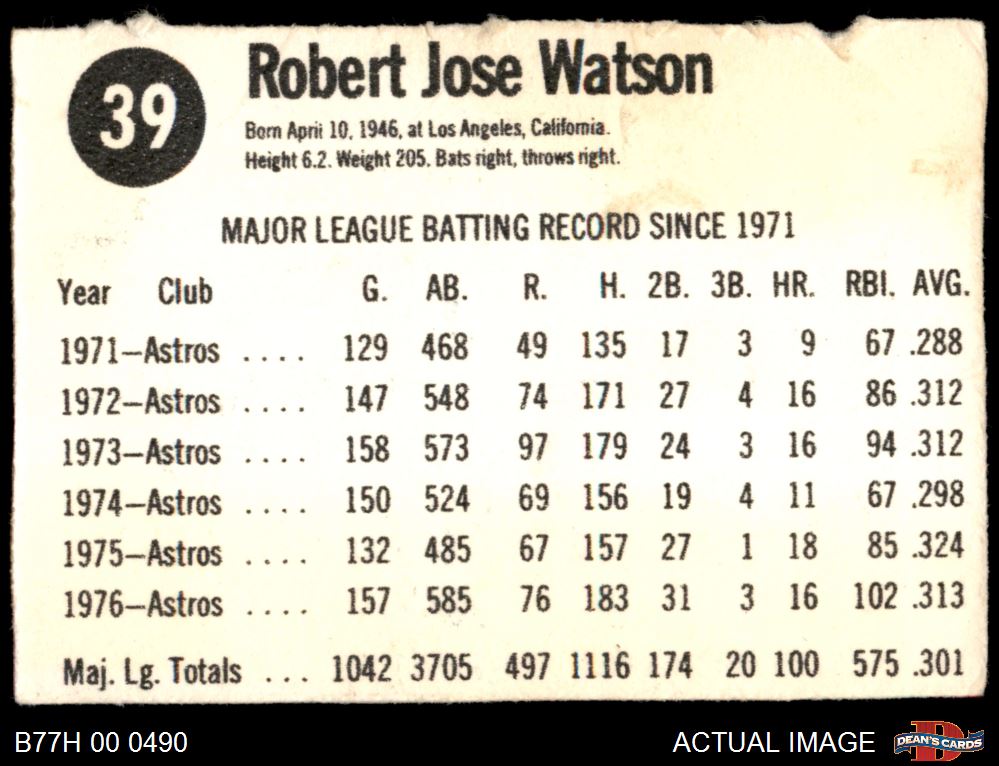 39
Robert Jose Watson
Born April 10, 1946, at Los Angeles, California.
Height 6.2. Weight 205. Bats right, throws right.
MAJOR LEAGUE BATTING RECORD SINCE 1971
Year Club G. AB. R. H. 2B. 3B. HR. RBI. AVG.
1971—Astros .... 129 468 49 135 17 3 9 67 .288
1972—Astros .... 147 548 74 171 27 4 16 86 .312
1973—Astros .... 158 573 97 179 24 3 16 94 .312
1974—Astros .... 150 524 69 156 19 4 11 67 .298
1975—Astros .... 132 485 67 157 27 1 18 85 .324
1976—Astros .... 157 585 76 183 31 3 16 102 .313
Maj. Lg. Totals ... 1042 3705 497 1116 174 20 100 575 .301
B77H 00 0490 ACTUAL IMAGE DEAN'S CARDS